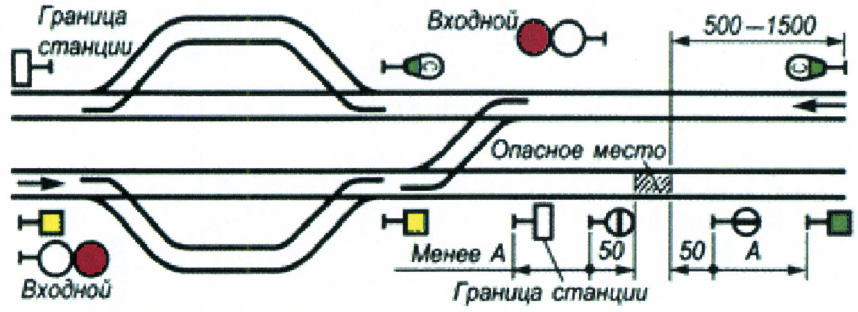 Граница
станции
Входной
500—1500
С
С
Опасное место
Менее А
50
50
А
Граница станции
Входной